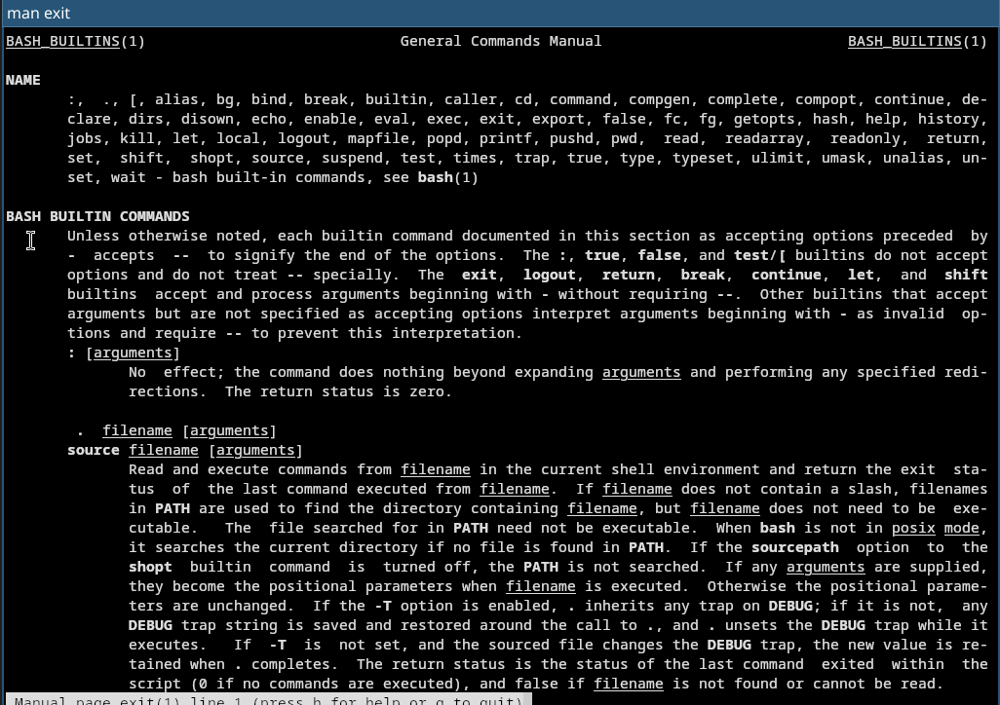 man exit
BASH_BUILTINS(1) General Commands Manual BASH_BUILTINS(1)
NAME
:, ., [, alias, bg, bind, break, builtin, caller, cd, command, compgen, complete, compopt, continue, de-
clare, dirs, disown, echo, enable, eval, exec, exit, export, false, fc, fg, getopts, hash, help, history,
jobs, kill, let, local, logout, mapfile, popd, printf, pushd, pwd, read, readarray, readonly, return,
set, shift, shopt, source, suspend, test, times, trap, true, type, typeset, ulimit, umask, unalias, un-
set, wait - bash built-in commands, see bash(1)
BASH BUILTIN COMMANDS
Unless otherwise noted, each builtin command documented in this section as accepting options preceded by
- accepts -- to signify the end of the options. The :, true, false, and test/[ builtins do not accept
options and do not treat -- specially. The exit, logout, return, break, continue, let, and shift
builtins accept and process arguments beginning with - without requiring --. Other builtins that accept
arguments but are not specified as accepting options interpret arguments beginning with - as invalid op-
tions and require -- to prevent this interpretation.
: [arguments]
No effect; the command does nothing beyond expanding arguments and performing any specified redi-
rections. The return status is zero.
. filename [arguments]
source filename [arguments]
Read and execute commands from filename in the current shell environment and return the exit sta-
tus of the last command executed from filename. If filename does not contain a slash, filenames
in PATH are used to find the directory containing filename, but filename does not need to be exe-
cutable. The file searched for in PATH need not be executable. When bash is not in posix mode,
it searches the current directory if no file is found in PATH. If the sourcepath option to the
shopt builtin command is turned off, the PATH is not searched. If any arguments are supplied,
they become the positional parameters when filename is executed. Otherwise the positional parame-
ters are unchanged. If the -T option is enabled, . inherits any trap on DEBUG; if it is not, any
DEBUG trap string is saved and restored around the call to ., and . unsets the DEBUG trap while it
executes. If -T is not set, and the sourced file changes the DEBUG trap, the new value is re-
tained when . completes. The return status is the status of the last command exited within the
script (0 if no commands are executed), and false if filename is not found or cannot be read.
Manual page exit(1) line 1 (press h for help or q to quit)